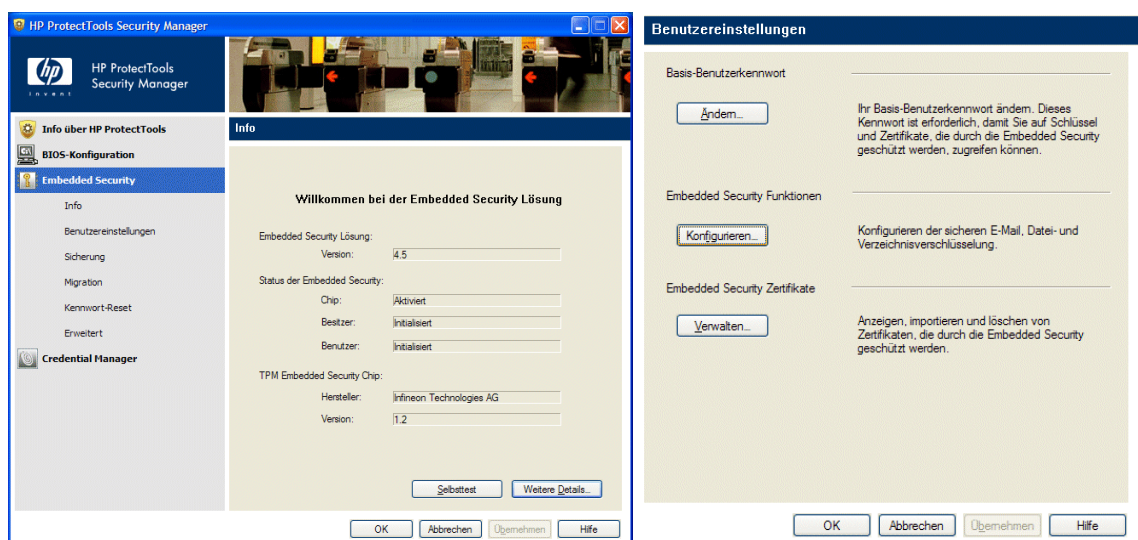 HP ProtectTools Security Manager
hp
invent
HP ProtectTools
Security Manager
Info über HP ProtectTools
BIOS-Konfiguration
Embedded Security
Info
Benutzereinstellungen
Sicherung
Migration
Kennwort-Reset
Erweitert
Credential Manager
Info
Willkommen bei der Embedded Security Lösung
Embedded Security Lösung:
Version: 4.5
Status der Embedded Security:
Chip: Aktiviert
Besitzer: Initialisiert
Benutzer: Initialisiert
TPM Embedded Security Chip:
Hersteller: Infineon Technologies AG
Version: 1.2
Selbsttest Weitere Details...
OK Abbrechen Übernehmen Hilfe
Benutzereinstellungen
Basis-Benutzerkennwort
Ändern...
Ihr Basis-Benutzerkennwort ändern. Dieses
Kennwort ist erforderlich, damit Sie auf Schlüssel
und Zertifikate, die durch die Embedded Security
geschützt werden, zugreifen können.
Embedded Security Funktionen
Konfigurieren...
Konfigurieren der sicheren E-Mail, Datei- und
Verzeichnisverschlüsselung.
Embedded Security Zertifikate
Verwalten...
Anzeigen, importieren und löschen von
Zertifikaten, die durch die Embedded Security
geschützt werden.
OK Abbrechen Übernehmen Hilfe